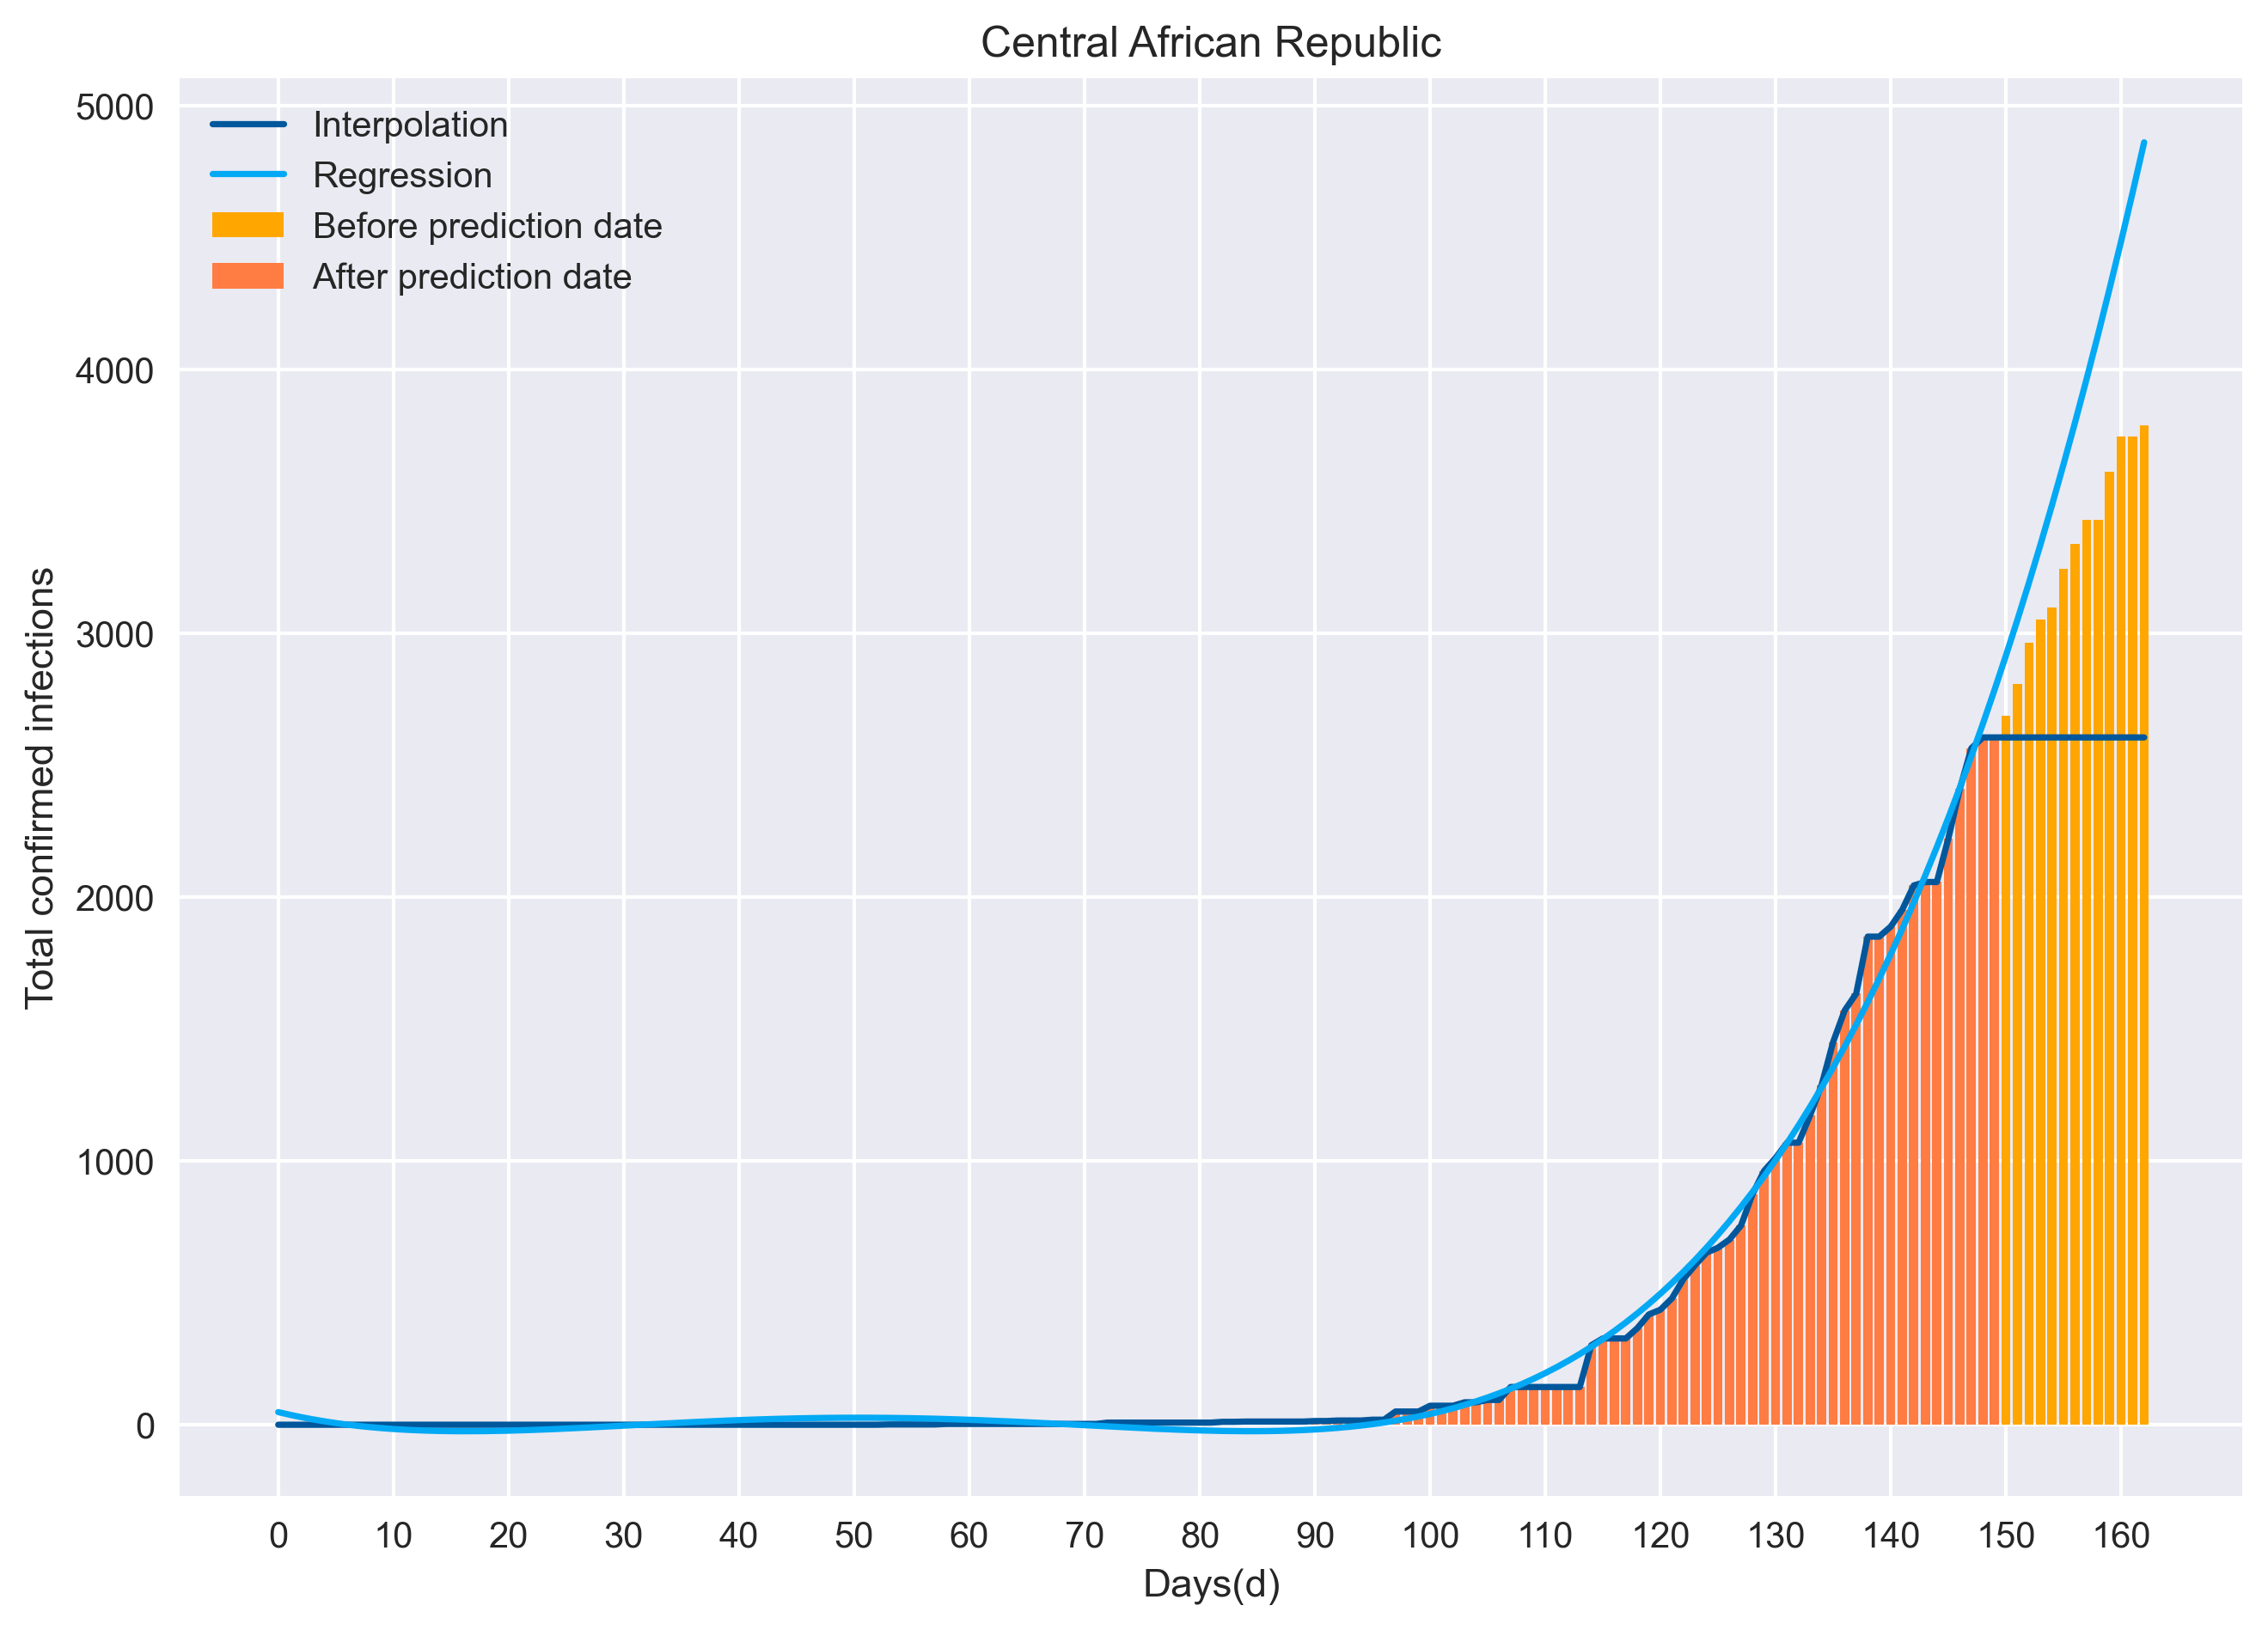 Central African Republic
Interpolation
Regression
Before prediction date
After prediction date
Total confirmed infections
5000
4000
3000
2000
1000
0
0 10 20 30 40 50 60 70 80 90 100 110 120 130 140 150 160
Days(d)